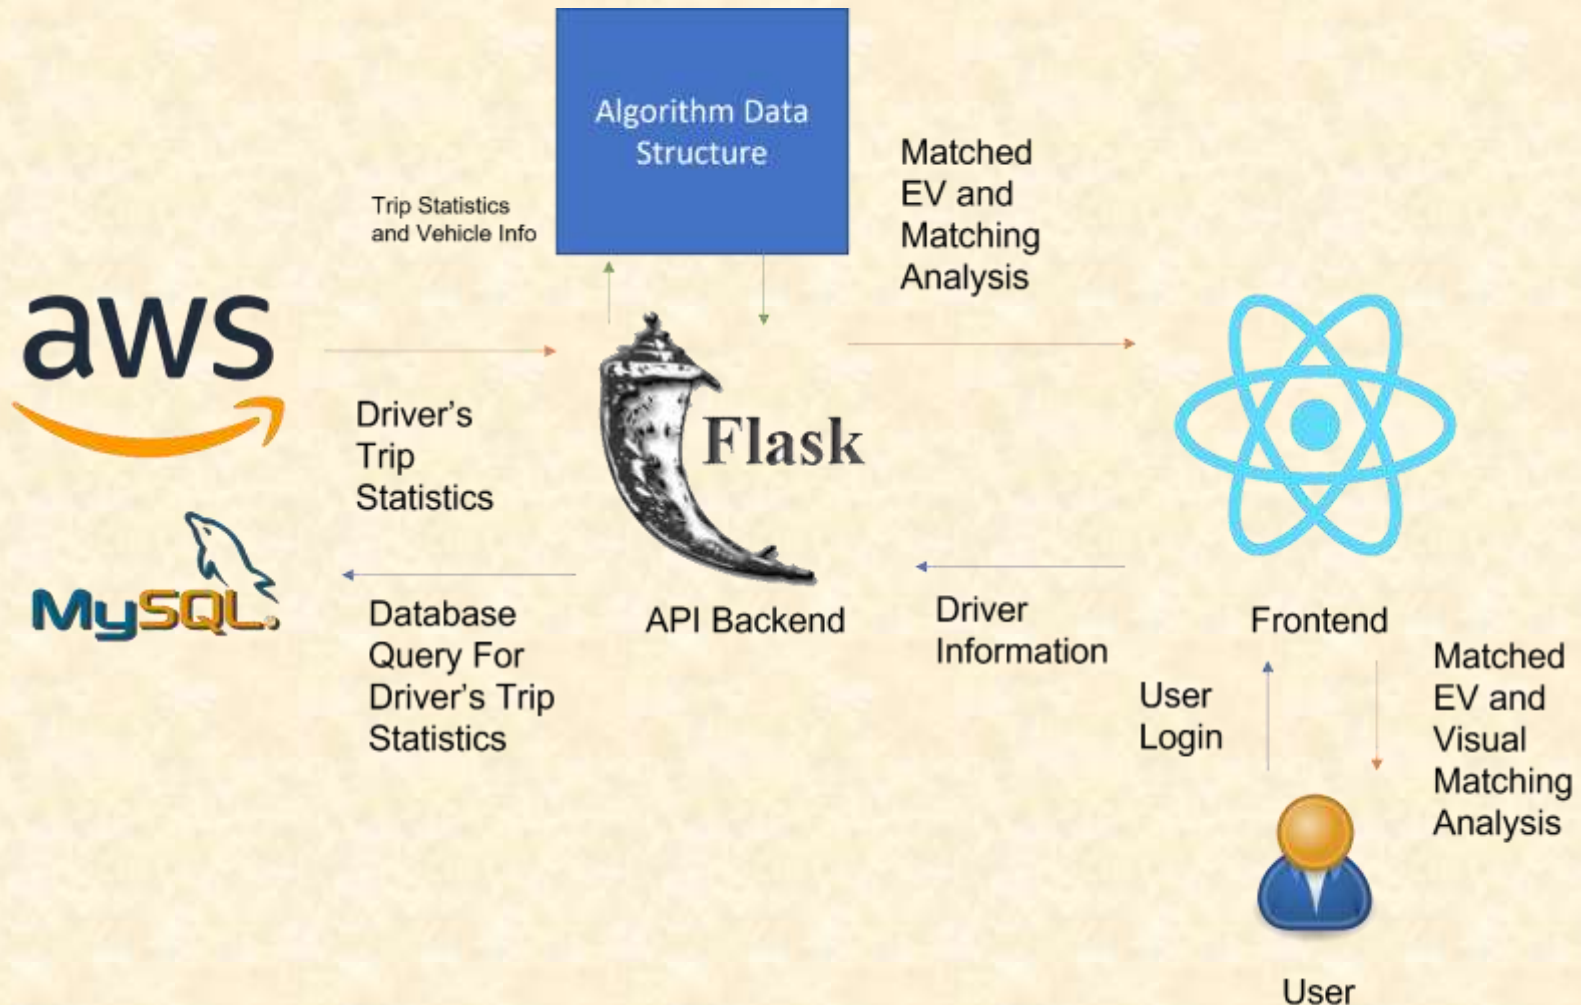 Algorithm Data
Structure
Trip Statistics
and Vehicle Info
Matched
EV and
Matching
Analysis
aws
Driver's
Trip
Statistics
Flask
MySQL®
Database
Query For
Driver's Trip
Statistics
API Backend
Driver
Information
Frontend
User
Login
Matched
EV and
Visual
Matching
Analysis
User